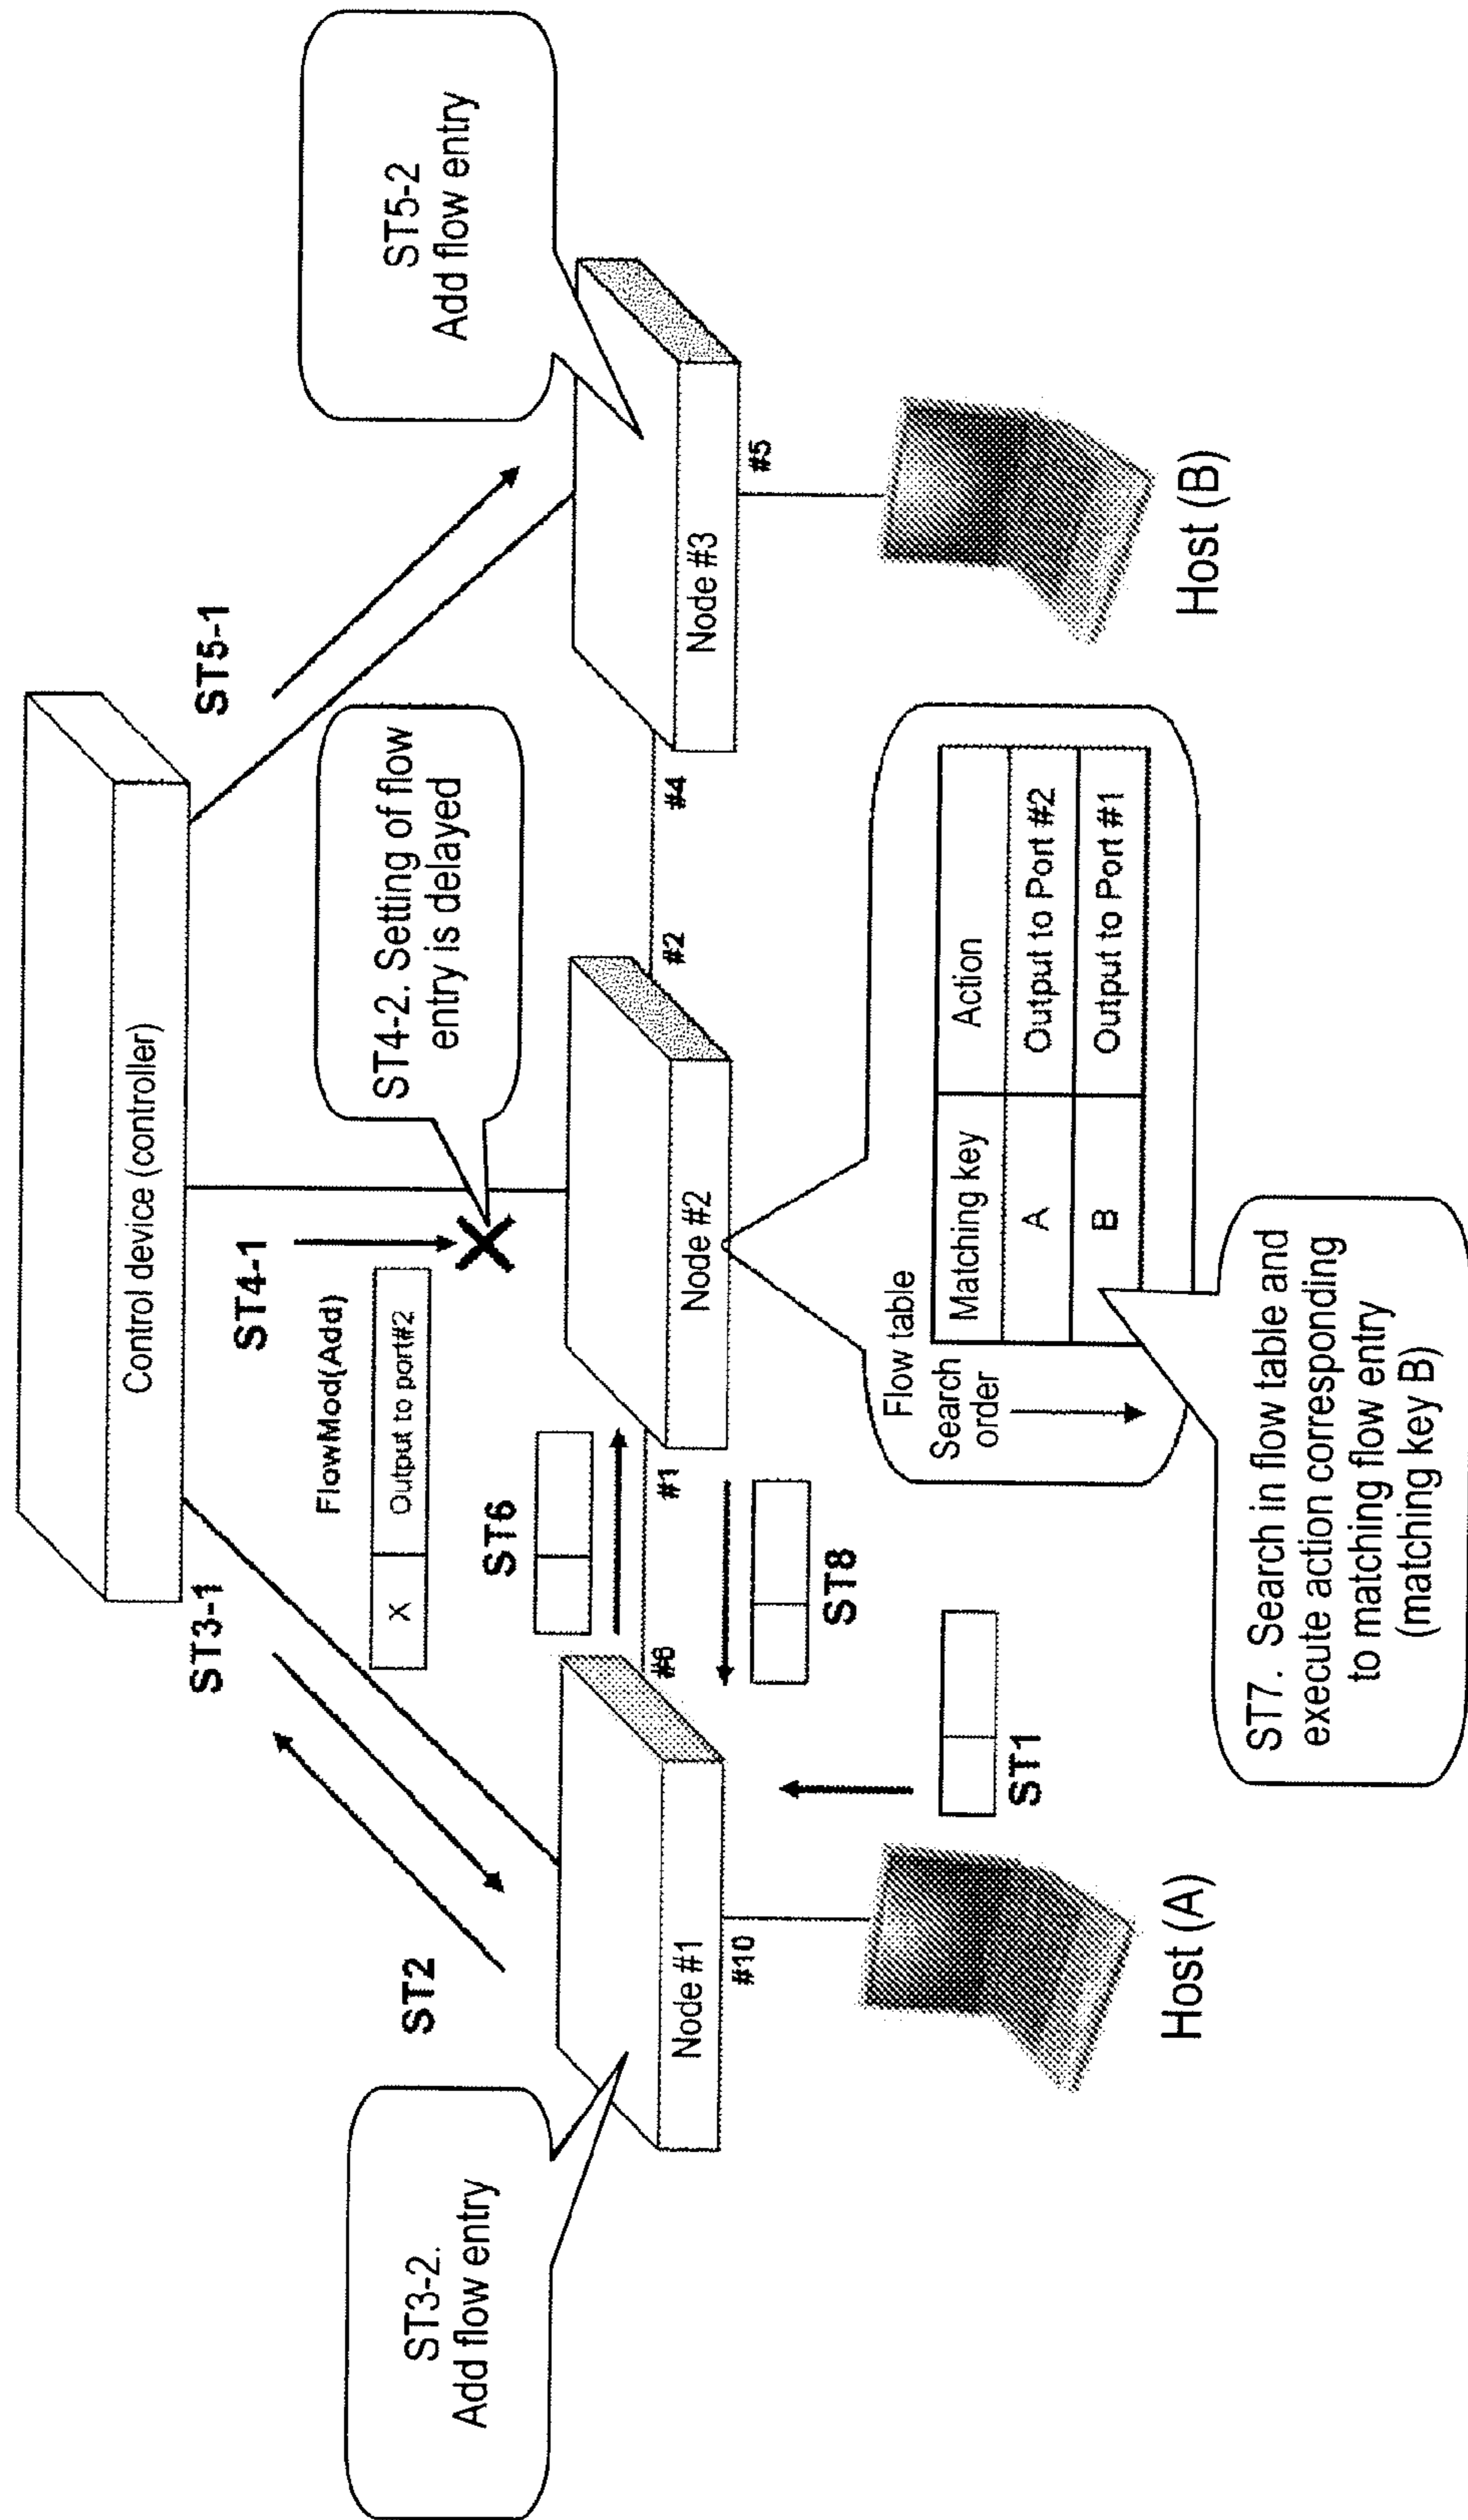 Control device (controller)
ST3-1
ST4-1
ST5-1
ST2
FlowMod(Add)
X
Output to port#2
ST4-2. Setting of flow
entry is delayed
ST5-2
Add flow entry
ST3-2.
Add flow entry
ST6
Node #1
Node #2
Node #3
#6
#1
#2
#4
#10
#5
ST8
ST1
Host (A)
Host (B)
Flow table
Search
order
Matching key
Action
A
Output to Port #2
B
Output to Port #1
ST7. Search in flow table and
execute action corresponding
to matching flow entry
(matching key B)